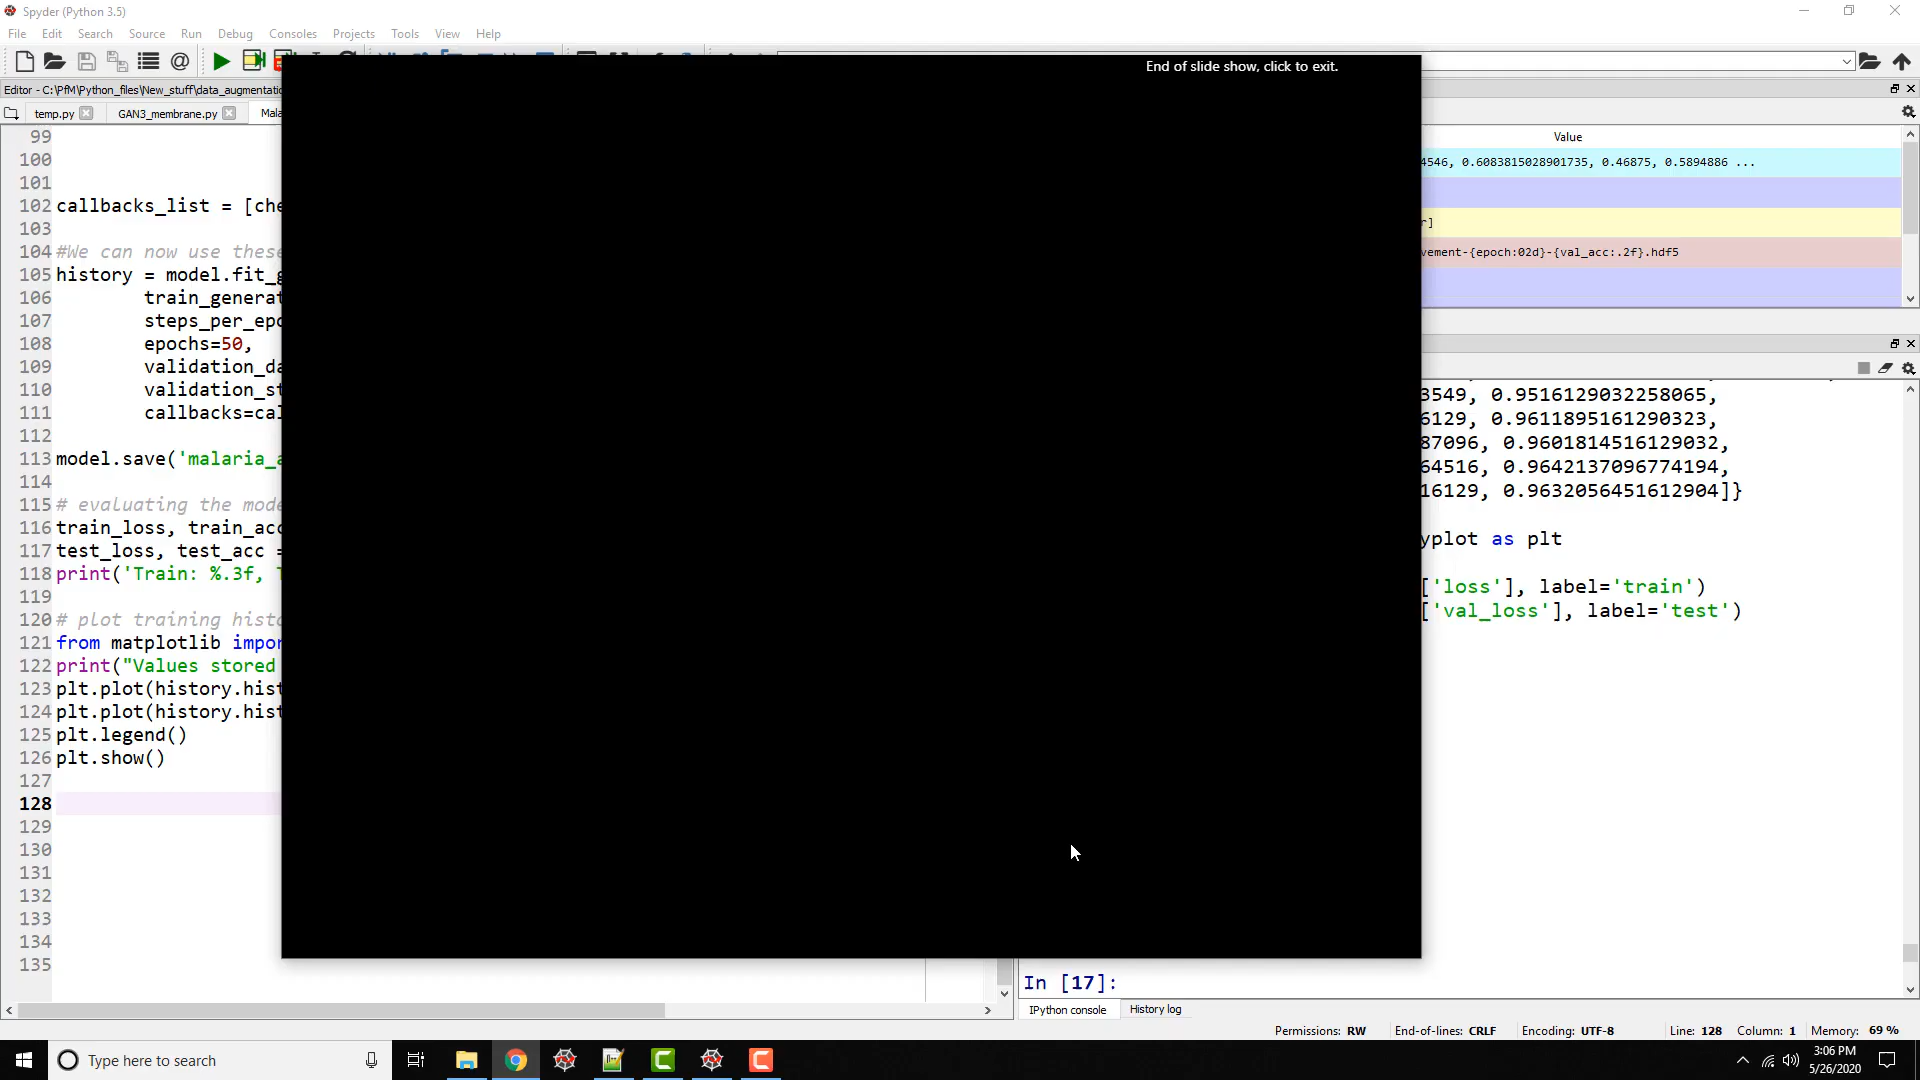 Spyder (Python 3.5)
File Edit Search Source Run Debug Consoles Projects Tools View Help
End of slide show, click to exit.
Editor - C:\PfM\Python_files\New_stuff\data_augmentatio
temp.py GAN3_membrane.py Mala
99
100
101
102 callbacks_list = [che
103
104 #We can now use these
105 history = model.fit_g
106 train_generat
107 steps_per_epo
108 epochs=50,
109 validation_da
110 validation_st
111 callbacks=cal
112
113 model.save('malaria_a
114
115 # evaluating the mode
116 train_loss, train_acc
117 test_loss, test_acc =
118 print('Train: %.3f, T
119
120 # plot training histo
121 from matplotlib impor
122 print("Values stored
123 plt.plot(history.hist
124 plt.plot(history.hist
125 plt.legend()
126 plt.show()
127
128
129
130
131
132
133
134
135
Value
4546, 0.6083815028901735, 0.46875, 0.5894886 ...
r]
vement-{epoch:02d}-{val_acc:.2f}.hdf5
3549, 0.9516129032258065,
6129, 0.9611895161290323,
87096, 0.9601814516129032,
64516, 0.9642137096774194,
16129, 0.9632056451612904]}
yplot as plt
['loss'], label='train')
['val_loss'], label='test')
In [17]:
IPython console History log
Permissions: RW End-of-lines: CRLF Encoding: UTF-8 Line: 128 Column: 1 Memory: 69 %
Type here to search
3:06 PM
5/26/2020